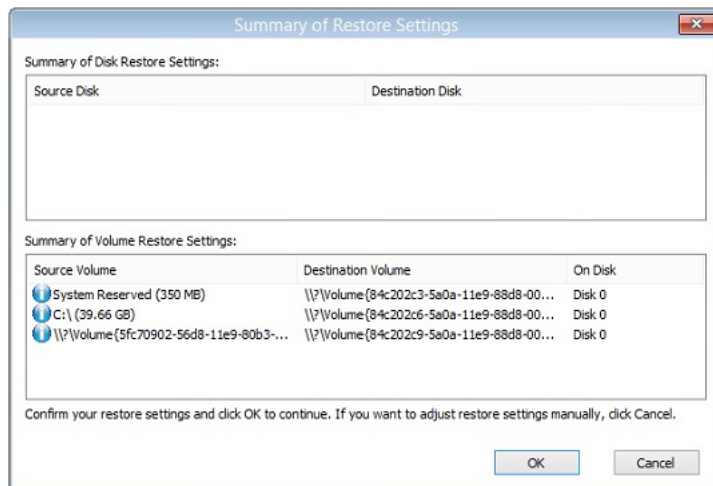 Summary of Restore Settings
Summary of Disk Restore Settings:
Source Disk Destination Disk
Summary of Volume Restore Settings:
Source Volume Destination Volume On Disk
System Reserved (350 MB) \\?\Volume{84c202c3-5a0a-11e9-88d8-00... Disk 0
C:\ (39.66 GB) \\?\Volume{84c202c6-5a0a-11e9-88d8-00... Disk 0
\\?\Volume{5fc70902-56d8-11e9-80b3-... \\?\Volume{84c202c9-5a0a-11e9-88d8-00... Disk 0
Confirm your restore settings and click OK to continue. If you want to adjust restore settings manually, click Cancel.
OK Cancel